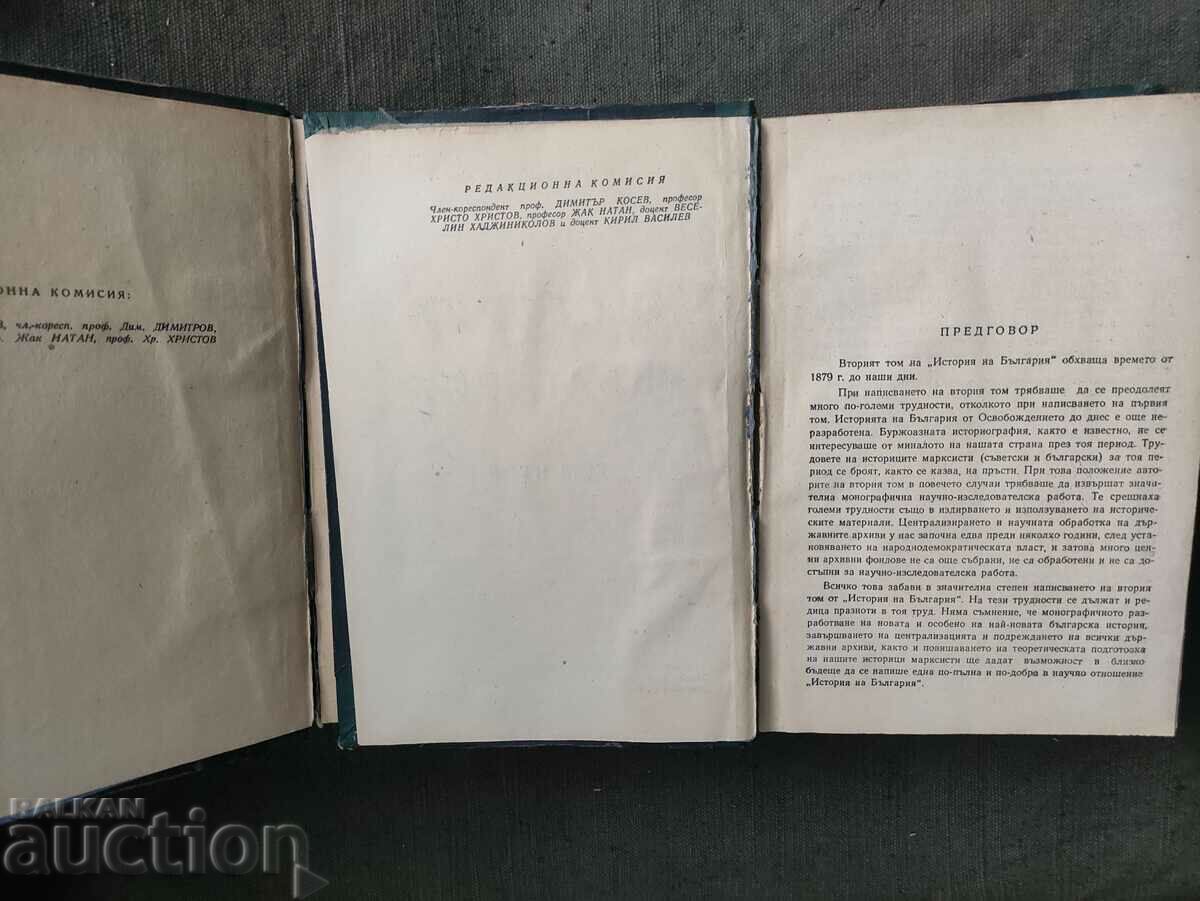 ОННА КОМИСИЯ:
чл.-коресп. проф. Дим. ДИМИТРОВ,
Жак НАТАН, проф. Хр. ХРИСТОВ
РЕДАКЦИОННА КОМИСИЯ
Член-кореспондент проф. ДИМИТЪР КОСЕВ, професор
ХРИСТО ХРИСТОВ, професор ЖАК НАТАН, доцент ВЕСЕ-
ЛИН ХАДЖИНИКОЛОВ и доцент КИРИЛ ВАСИЛЕВ
ПРЕДГОВОР
Вторият том на „История на България“ обхваща времето от
1879 г. до наши дни.
При написването на втория том трябваше да се преодолеят
много по-големи трудности, отколкото при написването на първия
том. Историята на България от Освобождението до днес е още не-
разработена. Буржоазната историография, както е известно, не се
интересуваше от миналото на нашата страна през тоя период. Тру-
довете на историците марксисти (съветски и български) за тоя пе-
риод се броят, както се казва, на пръсти. При това положение авто-
рите на втория том в повечето случаи трябваше да извършат значи-
телна монографична научно-изследователска работа. Те срещнаха
големи трудности също в издирването и използуването на историче-
ските материали. Централизирането и научната обработка на дър-
жавните архиви у нас започна едва преди няколко години, след уста-
новяването на народнодемократическата власт, и затова много цен-
ни архивни фондове не са още събрани, не са обработени и не са до-
стъпни за научно-изследователска работа.
Всичко това забави в значителна степен написването на втория
том от „История на България“. На тези трудности се дължат и ре-
дица празноти в тоя труд. Няма съмнение, че монографичното раз-
работване на новата и особено на най-новата българска история,
завършването на централизацията и подреждането на всички дър-
жавни архиви, както и повишаването на теоретическата подготовка
на нашите историци марксисти ще дадат възможност в близко
бъдеще да се напише една по-пълна и по-добра в научно отношение
„История на България“.
BALKAN
auction